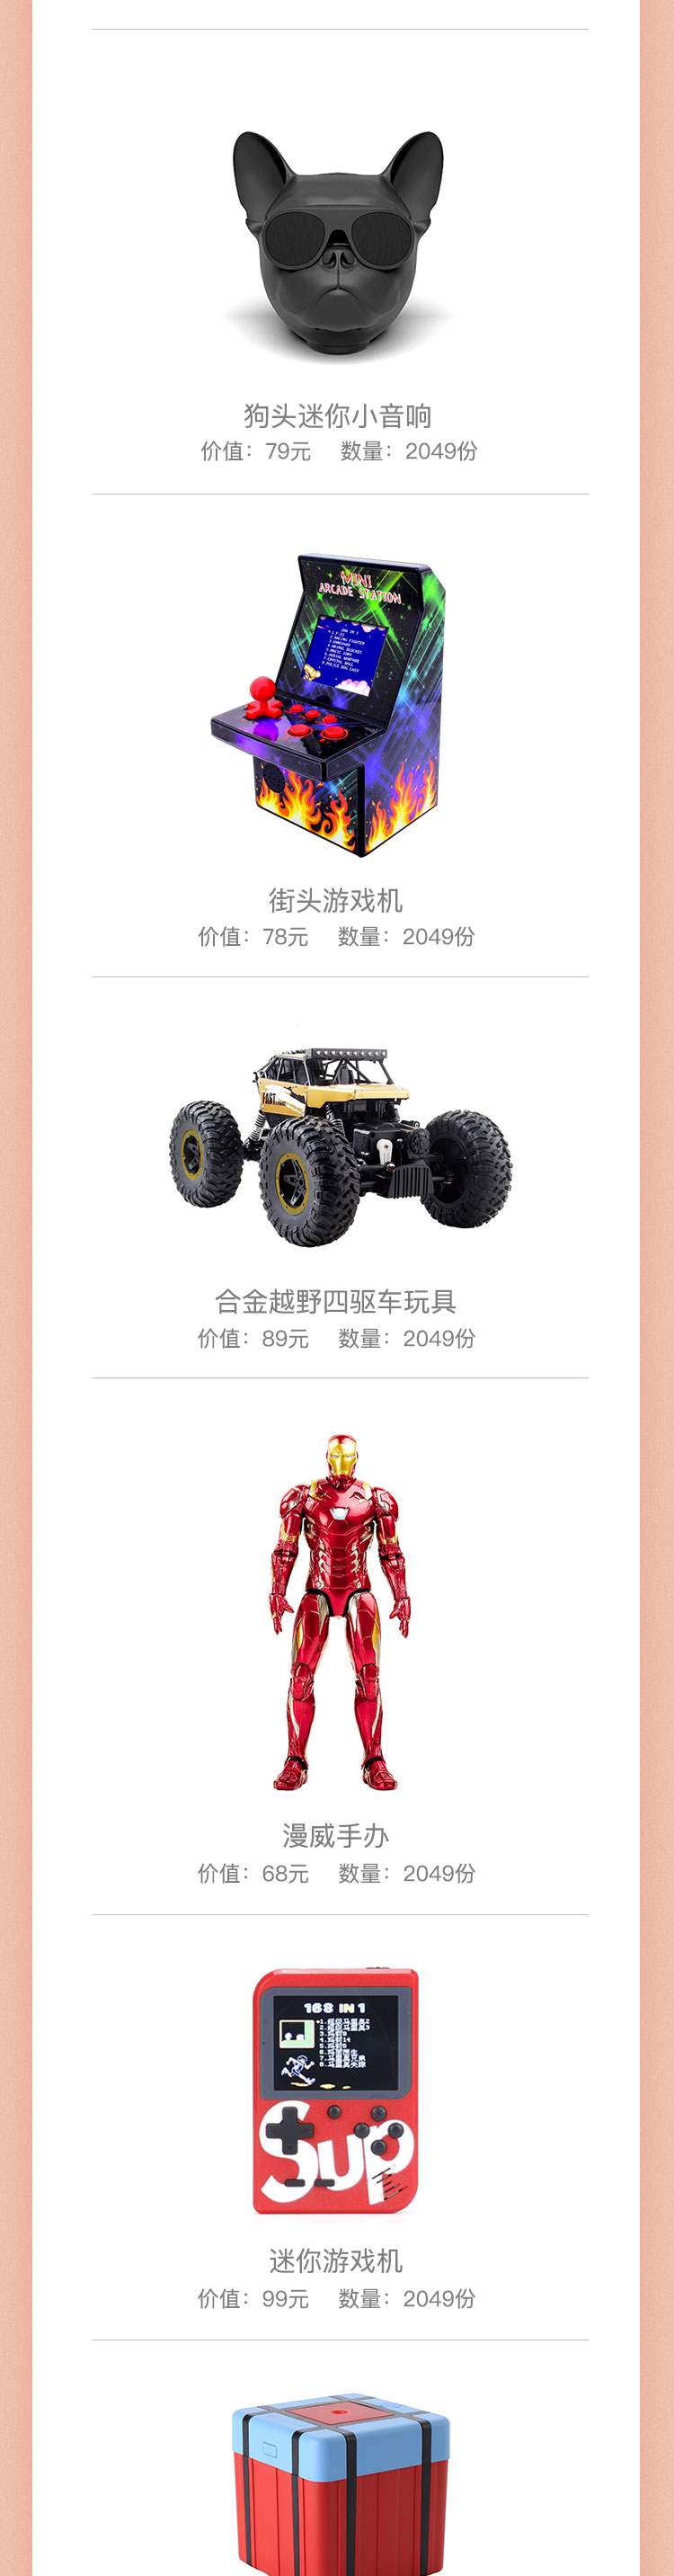 狗头迷你小音响
价值：79元 数量：2049份
MINI
ARCADE STATION
街头游戏机
价值：78元 数量：2049份
FAST
合金越野四驱车玩具
价值：89元 数量：2049份
漫威手办
价值：68元 数量：2049份
168 IN 1
Sup
迷你游戏机
价值：99元 数量：2049份